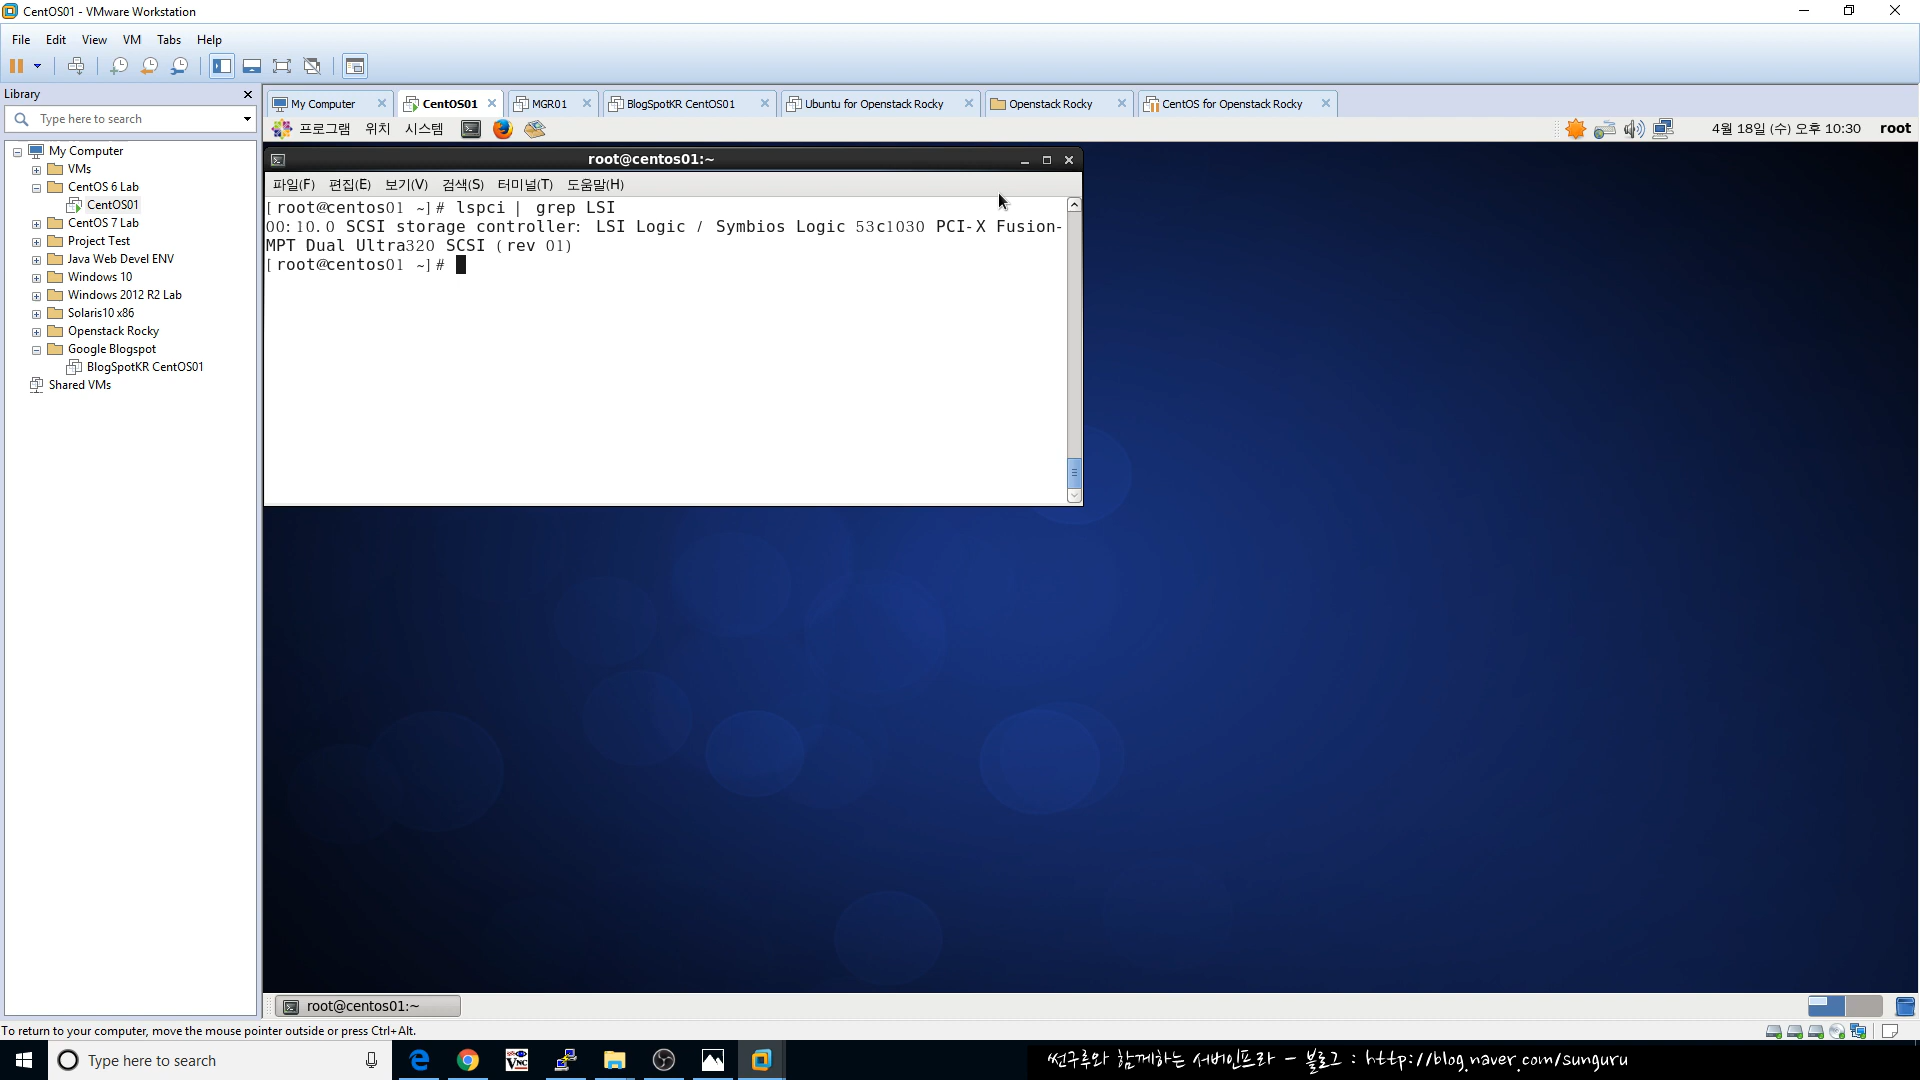 CentOS01 - VMware Workstation
File Edit View VM Tabs Help
Library
Type here to search
My Computer
VMs
CentOS 6 Lab
CentOS01
CentOS 7 Lab
Project Test
Java Web Devel ENV
Windows 10
Windows 2012 R2 Lab
Solaris10 x86
Openstack Rocky
Google Blogspot
BlogSpotKR CentOS01
Shared VMs
My Computer CentOS01 MGR01 BlogSpotKR CentOS01 Ubuntu for Openstack Rocky Openstack Rocky CentOS for Openstack Rocky
프로그램 위치 시스템 4월 18일 (수) 오후 10:30 root
root@centos01:~
파일(F) 편집(E) 보기(V) 검색(S) 터미널(T) 도움말(H)
[root@centos01 ~]# lspci | grep LSI
00:10.0 SCSI storage controller: LSI Logic / Symbios Logic 53c1030 PCI-X Fusion-
MPT Dual Ultra320 SCSI (rev 01)
[root@centos01 ~]#
root@centos01:~
To return to your computer, move the mouse pointer outside or press Ctrl+Alt.
Type here to search
VNC
썬구루와 함께하는 서버인프라 - 블로그 : http://blog.naver.com/sunguru